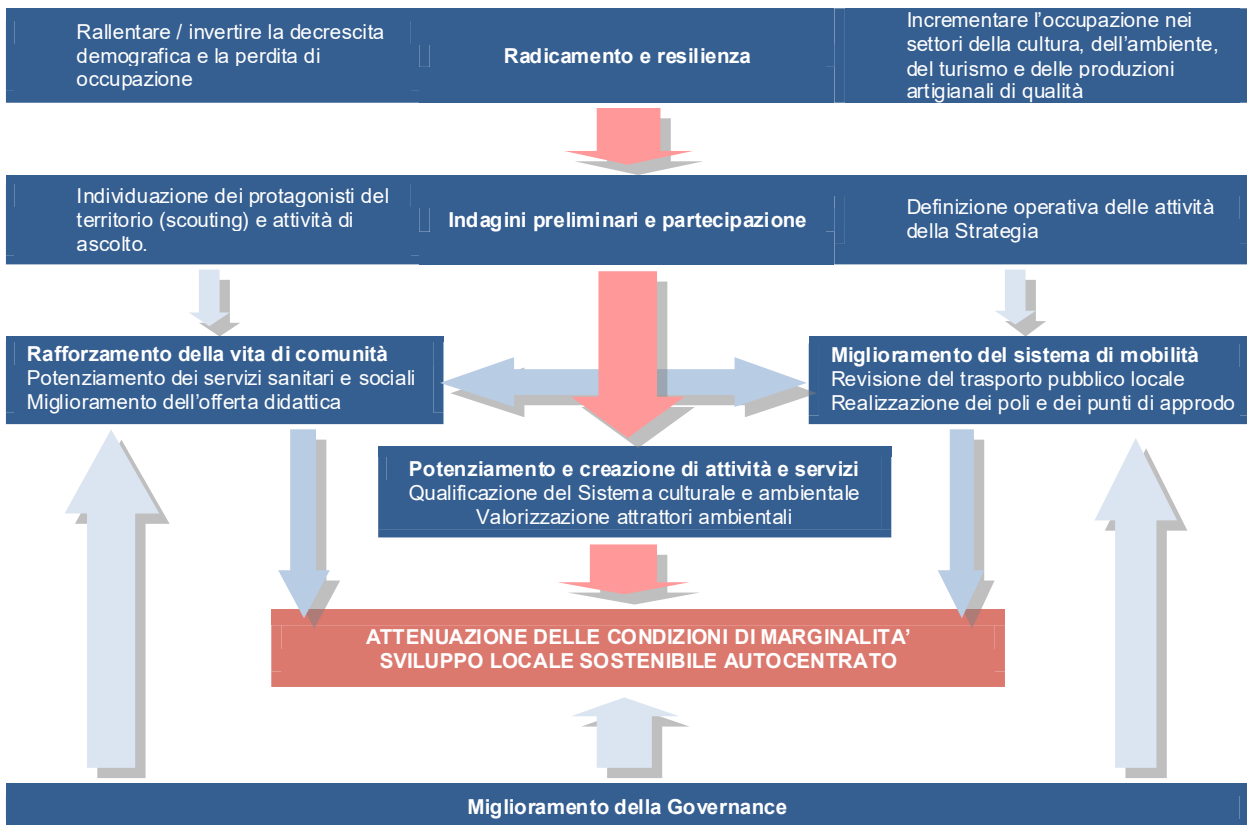 Rallentare / invertire la decrescita
demografica e la perdita di
occupazione
Radicamento e resilienza
Incrementare l’occupazione nei
settori della cultura, dell’ambiente,
del turismo e delle produzioni
artigianali di qualità
Individuazione dei protagonisti del
territorio (scouting) e attività di
ascolto.
Indagini preliminari e partecipazione
Definizione operativa delle attività
della Strategia
Rafforzamento della vita di comunità
Potenziamento dei servizi sanitari e sociali
Miglioramento dell’offerta didattica
Miglioramento del sistema di mobilità
Revisione del trasporto pubblico locale
Realizzazione dei poli e dei punti di approdo
Potenziamento e creazione di attività e servizi
Qualificazione del Sistema culturale e ambientale
Valorizzazione attrattori ambientali
ATTENUAZIONE DELLE CONDIZIONI DI MARGINALITA’
SVILUPPO LOCALE SOSTENIBILE AUTOCENTRATO
Miglioramento della Governance